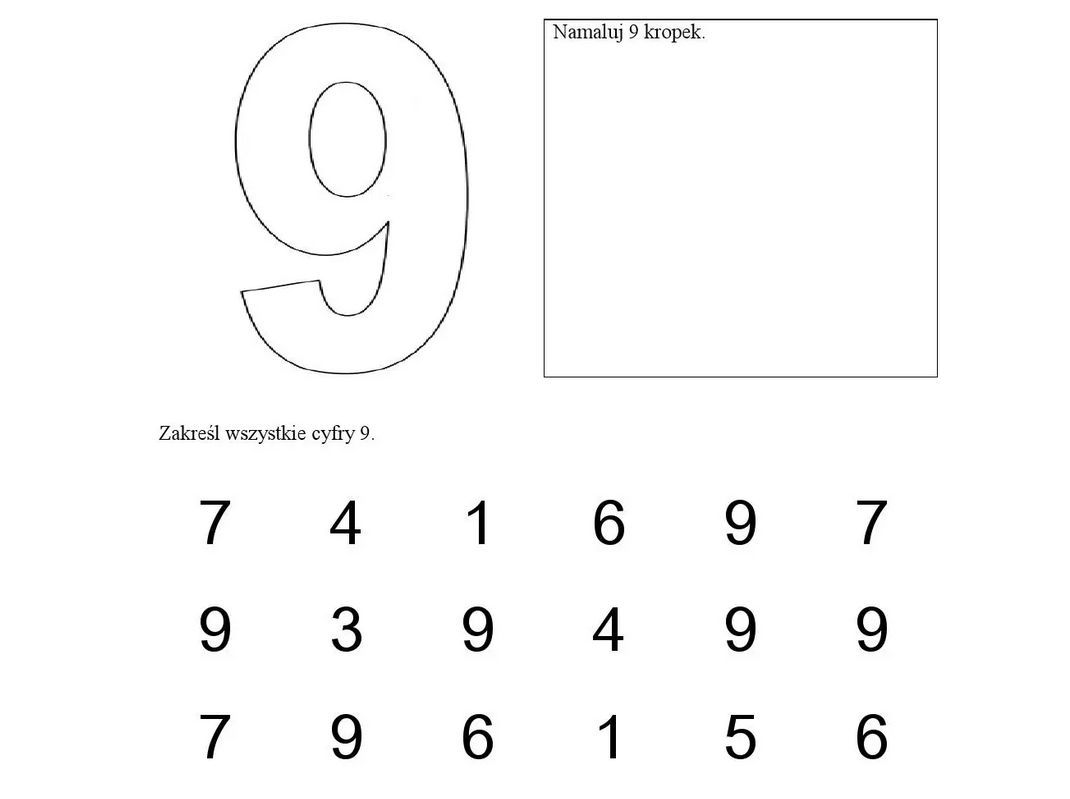 9
Namaluj 9 kropek.
Zakreśl wszystkie cyfry 9.
7 4 1 6 9 7
9 3 9 4 9 9
7 9 6 1 5 6